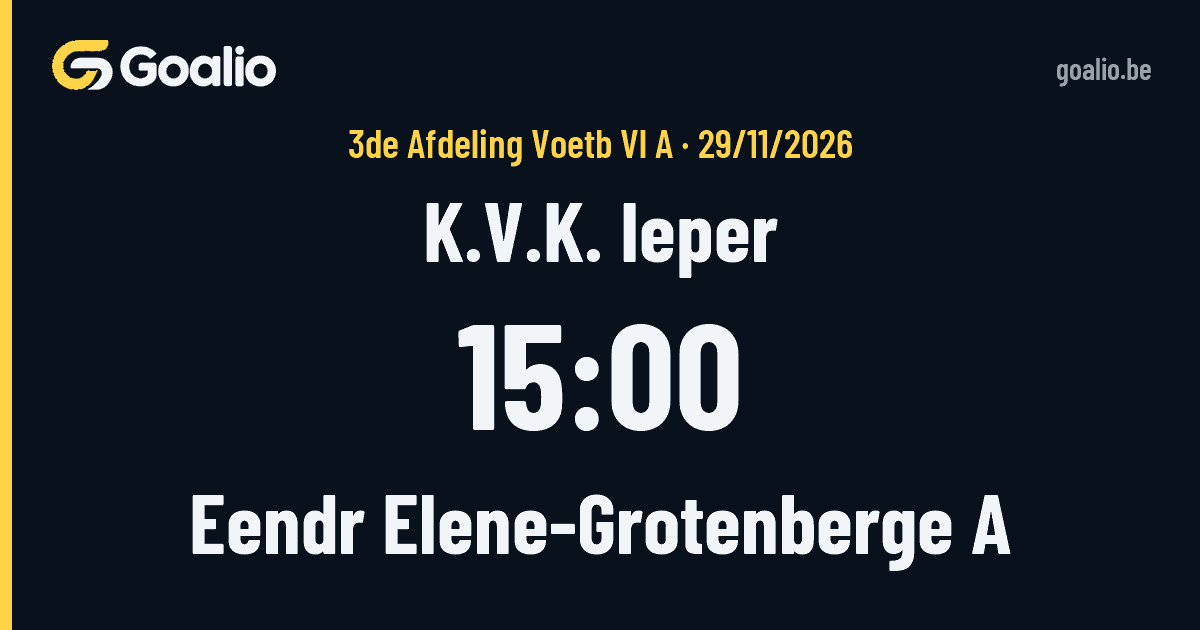 Goalio
goalio.be
3de Afdeling Voetb Vl A · 29/11/2026
K.V.K. Ieper
15:00
Eendr Elene-Grotenberge A